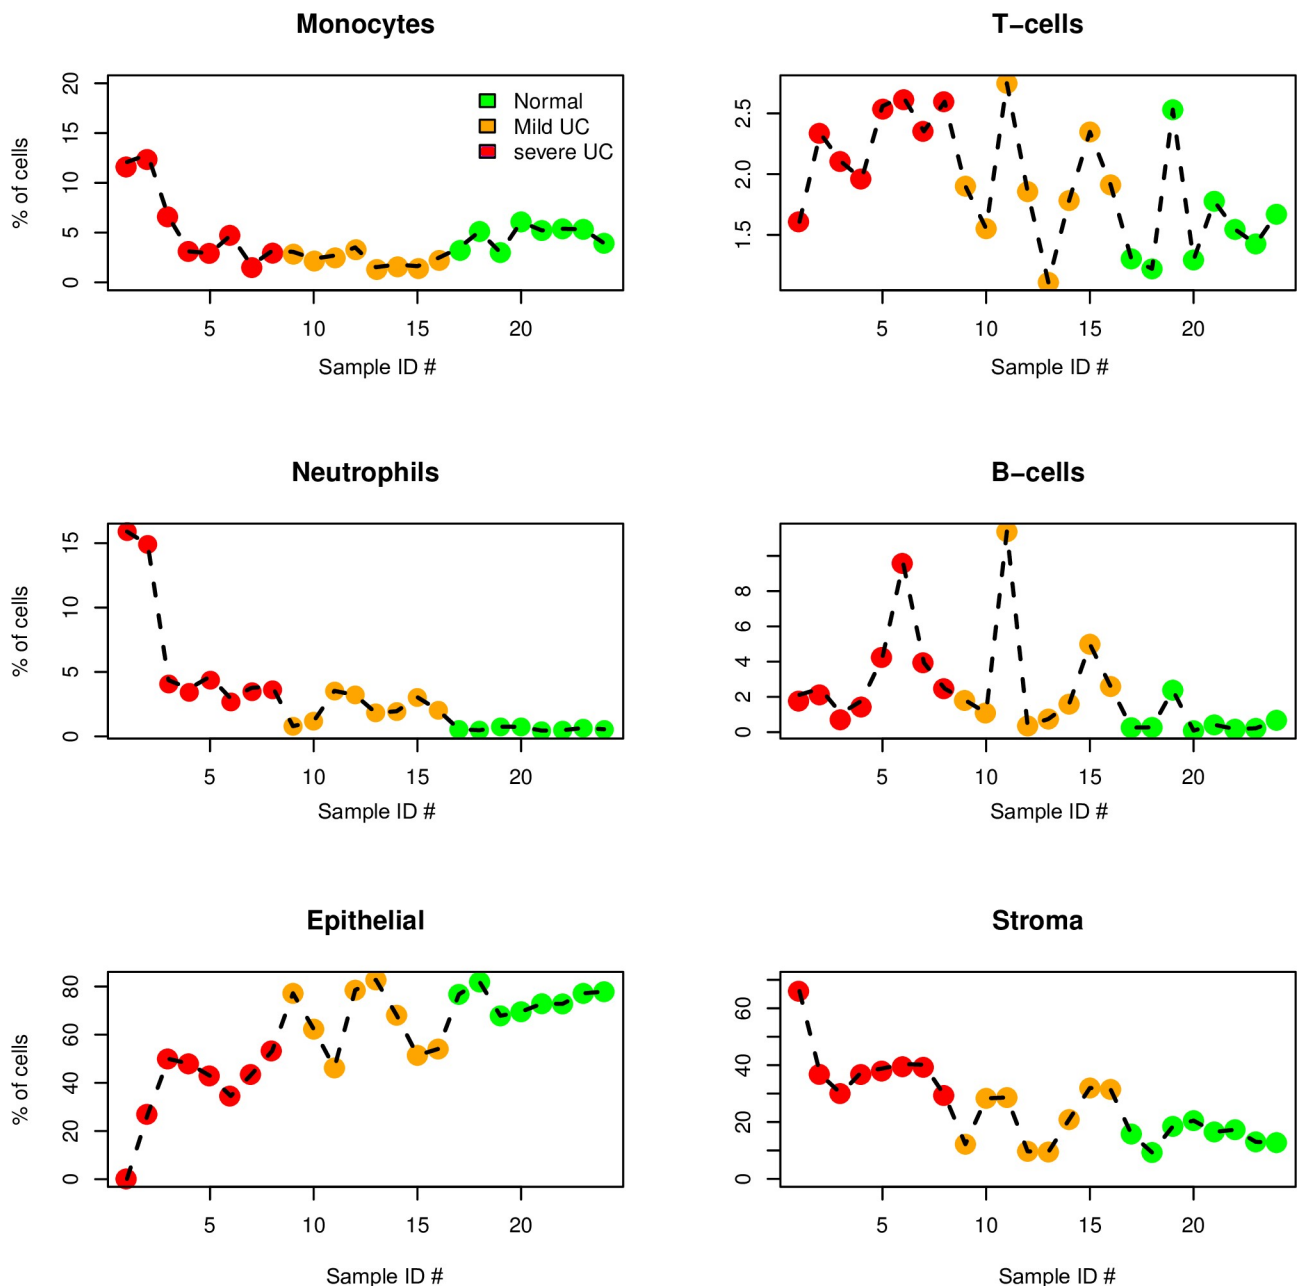 Monocytes
% of cells
20
15
10
5
0
Normal
Mild UC
severe UC
5 10 15 20
Sample ID #
T−cells
2.5
2.0
1.5
5 10 15 20
Sample ID #
Neutrophils
% of cells
15
10
5
0
5 10 15 20
Sample ID #
B−cells
8
6
4
2
0
5 10 15 20
Sample ID #
Epithelial
% of cells
80
60
40
20
0
5 10 15 20
Sample ID #
Stroma
60
40
20
0
5 10 15 20
Sample ID #